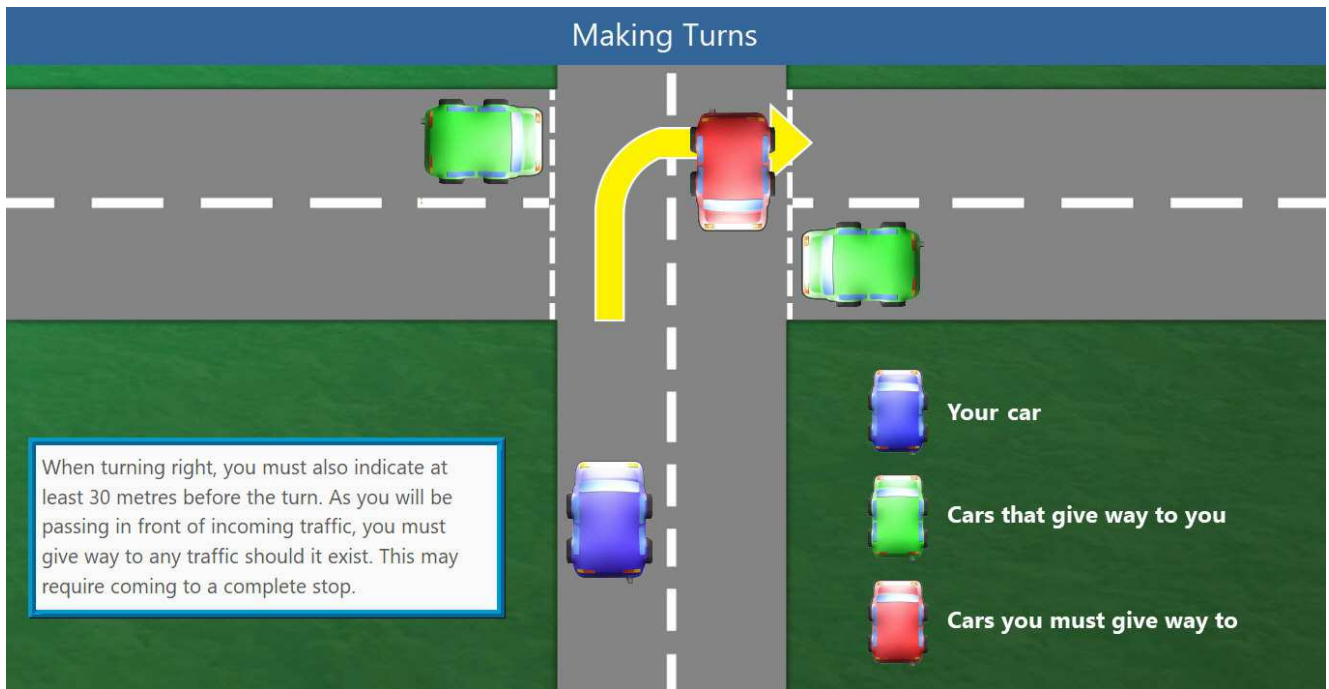 Making Turns
When turning right, you must also indicate at
least 30 metres before the turn. As you will be
passing in front of incoming traffic, you must
give way to any traffic should it exist. This may
require coming to a complete stop.
Your car
Cars that give way to you
Cars you must give way to